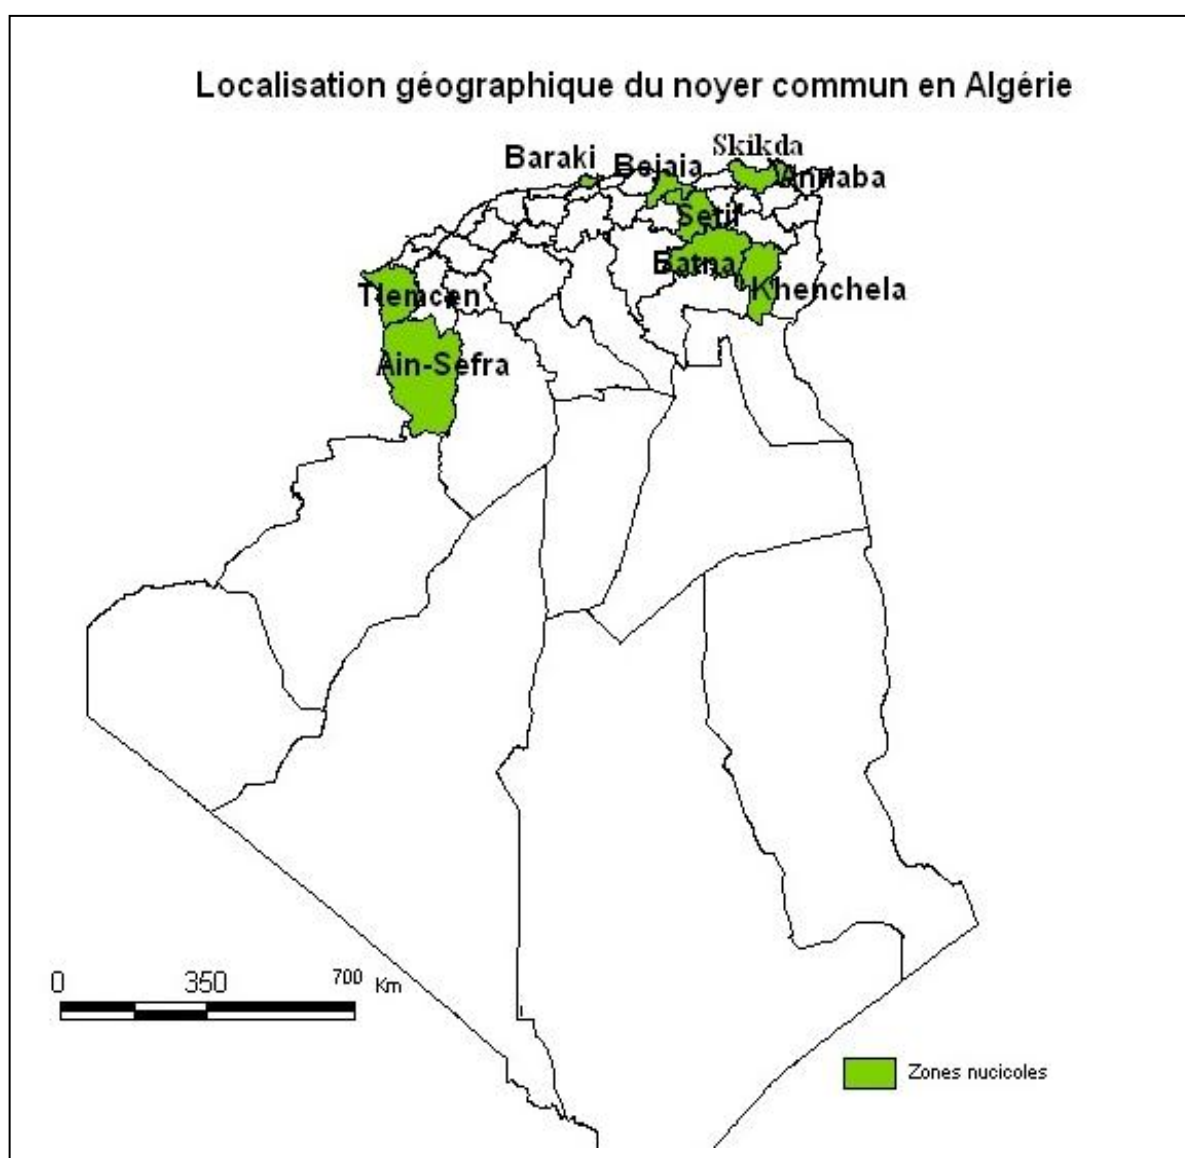 Localisation géographique du noyer commun en Algérie
Skikda
Baraki
Bejaia
Annaba
Setif
Batna
Khenchela
Tlemcen
Ain-Sefra
0 350 700 Km
Zones nucicoles